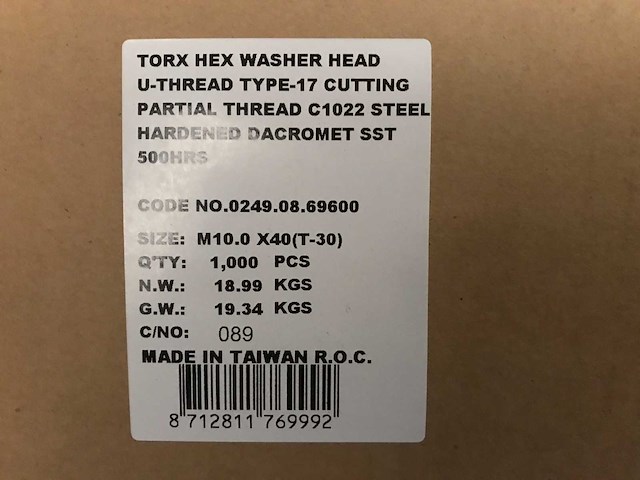 TORX HEX WASHER HEAD
U-THREAD TYPE-17 CUTTING
PARTIAL THREAD C1022 STEEL
HARDENED DACROMET SST
500HRS
CODE NO.0249.08.69600
SIZE: M10.0 X40(T-30)
Q'TY: 1,000 PCS
N.W.: 18.99 KGS
G.W.: 19.34 KGS
C/NO: 089
MADE IN TAIWAN R.O.C.
8 712811 769992